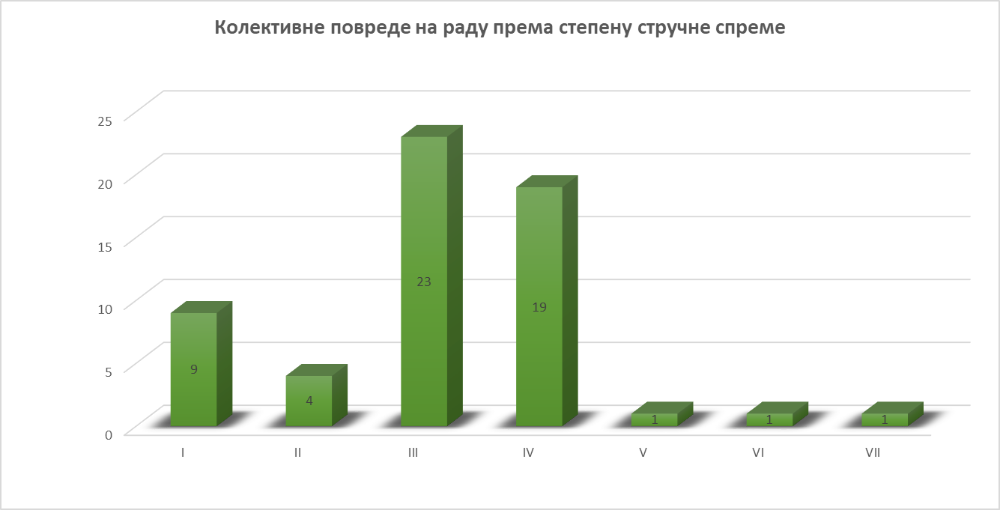 Колективне повреде на раду према степену стручне спреме
25
20
15
10
5
0
9
4
23
19
1
1
1
I
II
III
IV
V
VI
VII